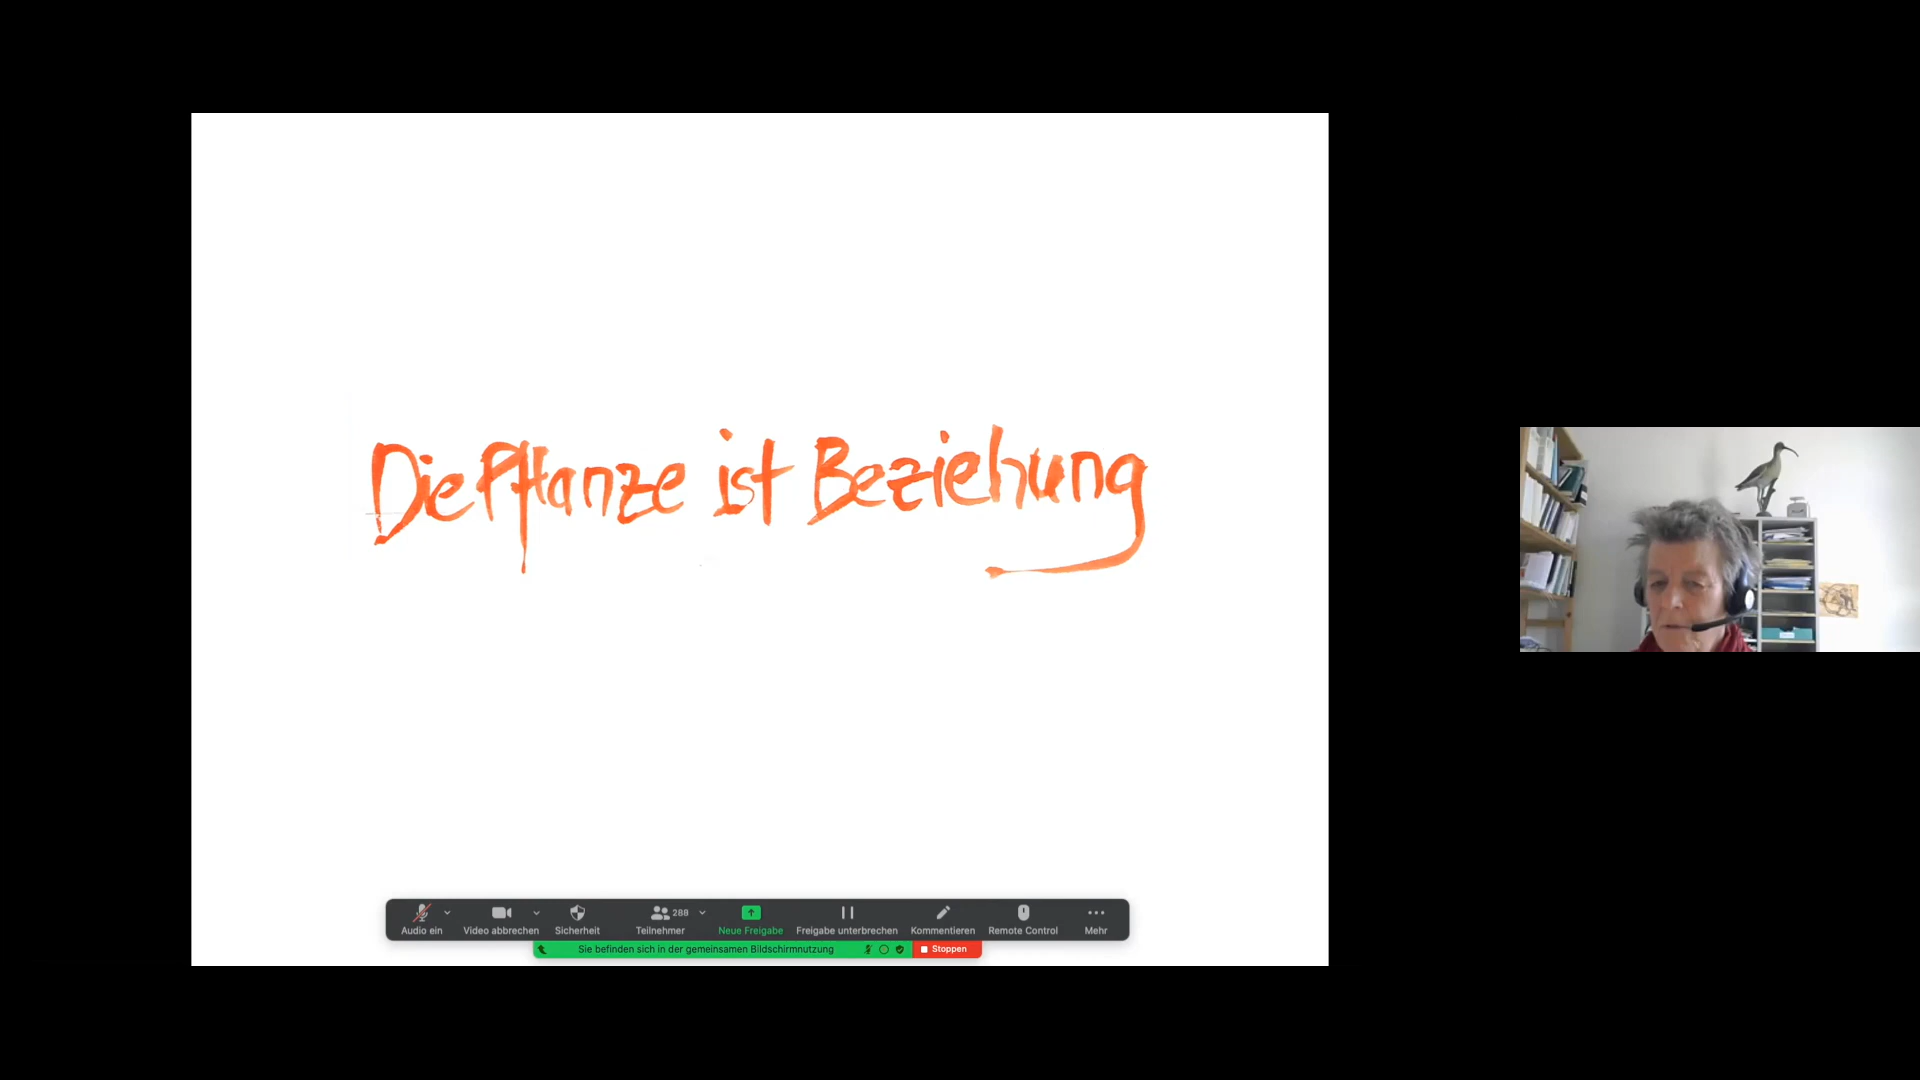 Die Pflanze ist Beziehung
288
Audio ein Video abbrechen Sicherheit Teilnehmer Neue Freigabe Freigabe unterbrechen Kommentieren Remote Control Mehr
Sie befinden sich in der gemeinsamen Bildschirmnutzung Stoppen